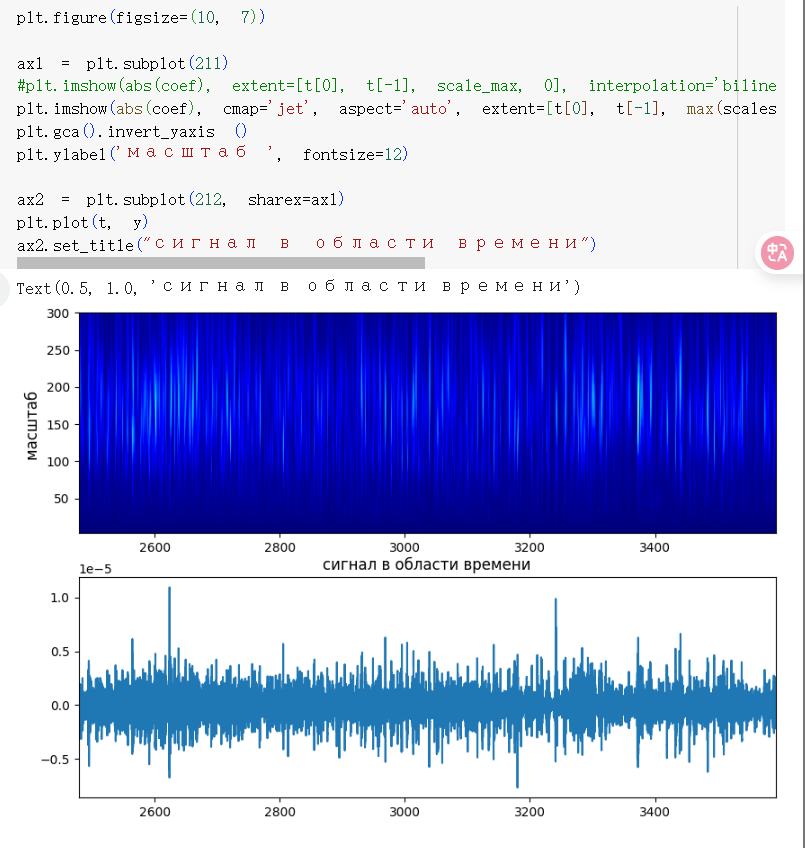 plt.figure(figsize=(10, 7))
ax1 = plt.subplot(211)
#plt.imshow(abs(coef), extent=[t[0], t[-1], scale_max, 0], interpolation='biline
plt.imshow(abs(coef), cmap='jet', aspect='auto', extent=[t[0], t[-1], max(scales
plt.gca().invert_yaxis ()
plt.ylabel('масштаб ', fontsize=12)
ax2 = plt.subplot(212, sharex=ax1)
plt.plot(t, y)
ax2.set_title("сигнал в области времени")
Text(0.5, 1.0, 'сигнал в области времени')
300
250
200
150
100
50
масштаб
2600 2800 3000 3200 3400
сигнал в области времени
1e−5
1.0
0.5
0.0
−0.5
2600 2800 3000 3200 3400